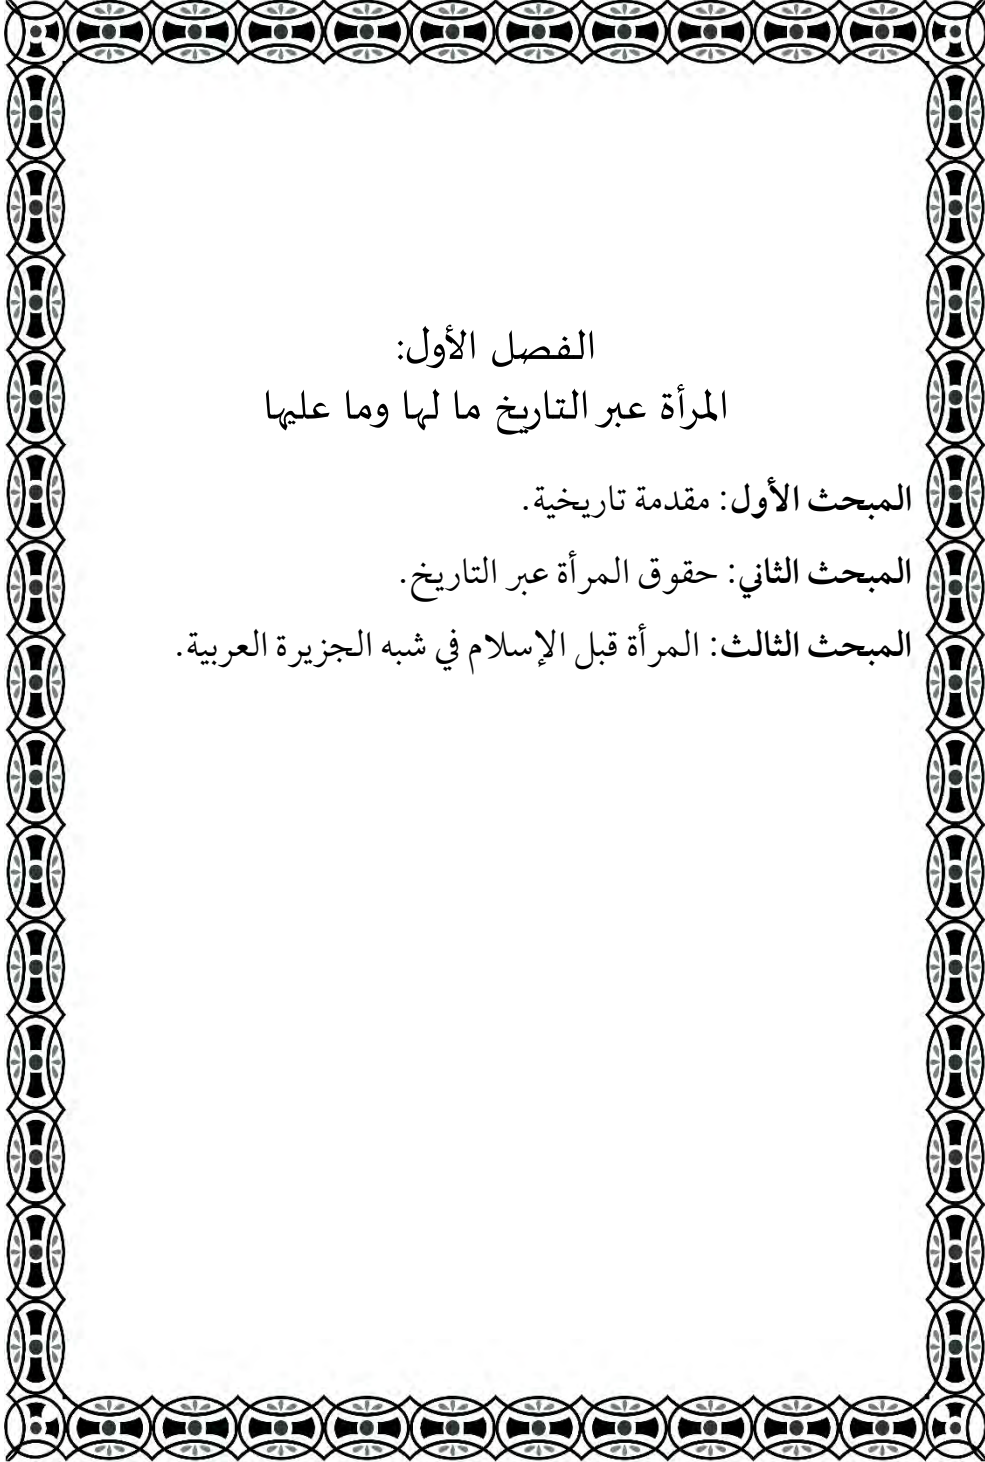 الفصل الأول:
المرأة عبر التاريخ ما لها وما عليها
المبحث الأول: مقدمة تاريخية.
المبحث الثاني: حقوق المرأة عبر التاريخ.
المبحث الثالث: المرأة قبل الإسلام في شبه الجزيرة العربية.